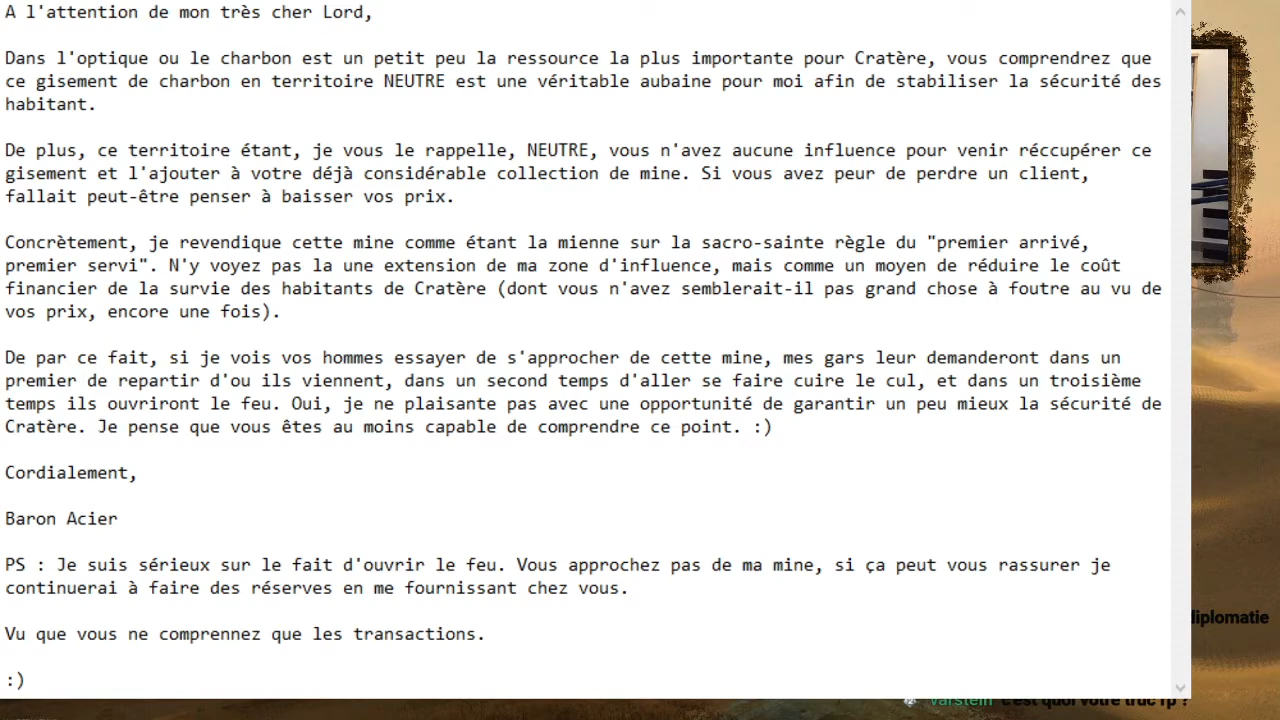 A l'attention de mon très cher Lord,
Dans l'optique ou le charbon est un petit peu la ressource la plus importante pour Cratère, vous comprendrez que
ce gisement de charbon en territoire NEUTRE est une véritable aubaine pour moi afin de stabiliser la sécurité des
habitant.
De plus, ce territoire étant, je vous le rappelle, NEUTRE, vous n'avez aucune influence pour venir réccupérer ce
gisement et l'ajouter à votre déjà considérable collection de mine. Si vous avez peur de perdre un client,
fallait peut-être penser à baisser vos prix.
Concrètement, je revendique cette mine comme étant la mienne sur la sacro-sainte règle du "premier arrivé,
premier servi". N'y voyez pas la une extension de ma zone d'influence, mais comme un moyen de réduire le coût
financier de la survie des habitants de Cratère (dont vous n'avez semblerait-il pas grand chose à foutre au vu de
vos prix, encore une fois).
De par ce fait, si je vois vos hommes essayer de s'approcher de cette mine, mes gars leur demanderont dans un
premier de repartir d'ou ils viennent, dans un second temps d'aller se faire cuire le cul, et dans un troisième
temps ils ouvriront le feu. Oui, je ne plaisante pas avec une opportunité de garantir un peu mieux la sécurité de
Cratère. Je pense que vous êtes au moins capable de comprendre ce point. :)
Cordialement,
Baron Acier
PS : Je suis sérieux sur le fait d'ouvrir le feu. Vous approchez pas de ma mine, si ça peut vous rassurer je
continuerai à faire des réserves en me fournissant chez vous.
diplomatie
Vu que vous ne comprennez que les transactions.
:)
varstein c'est quoi votre truc rp ?